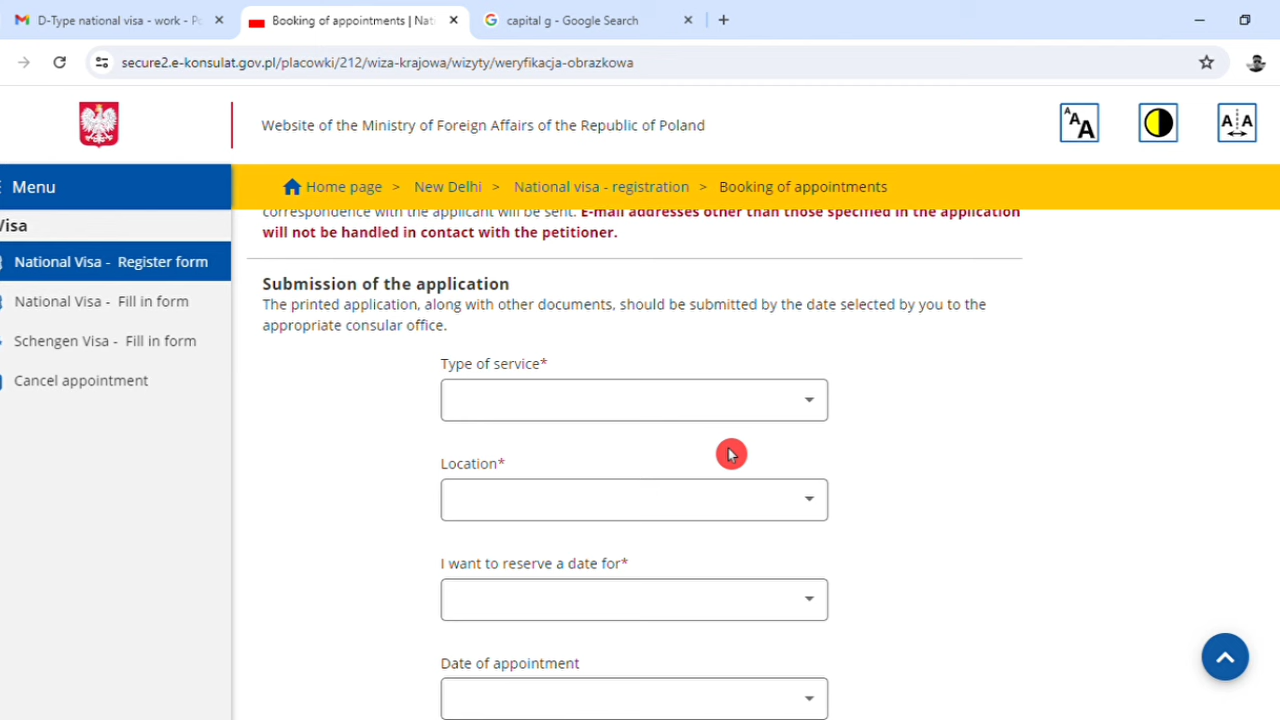 D-Type national visa - work - Po
Booking of appointments | Nati
capital g - Google Search
secure2.e-konsulat.gov.pl/placowki/212/wiza-krajowa/wizyty/weryfikacja-obrazkowa
Website of the Ministry of Foreign Affairs of the Republic of Poland
AAA
A A
Menu
Home page > New Delhi > National visa - registration > Booking of appointments
Visa
National Visa - Register form
National Visa - Fill in form
Schengen Visa - Fill in form
Cancel appointment
correspondence with the applicant will be sent. E-mail addresses other than those specified in the application
will not be handled in contact with the petitioner.
Submission of the application
The printed application, along with other documents, should be submitted by the date selected by you to the
appropriate consular office.
Type of service*
Location*
I want to reserve a date for*
Date of appointment